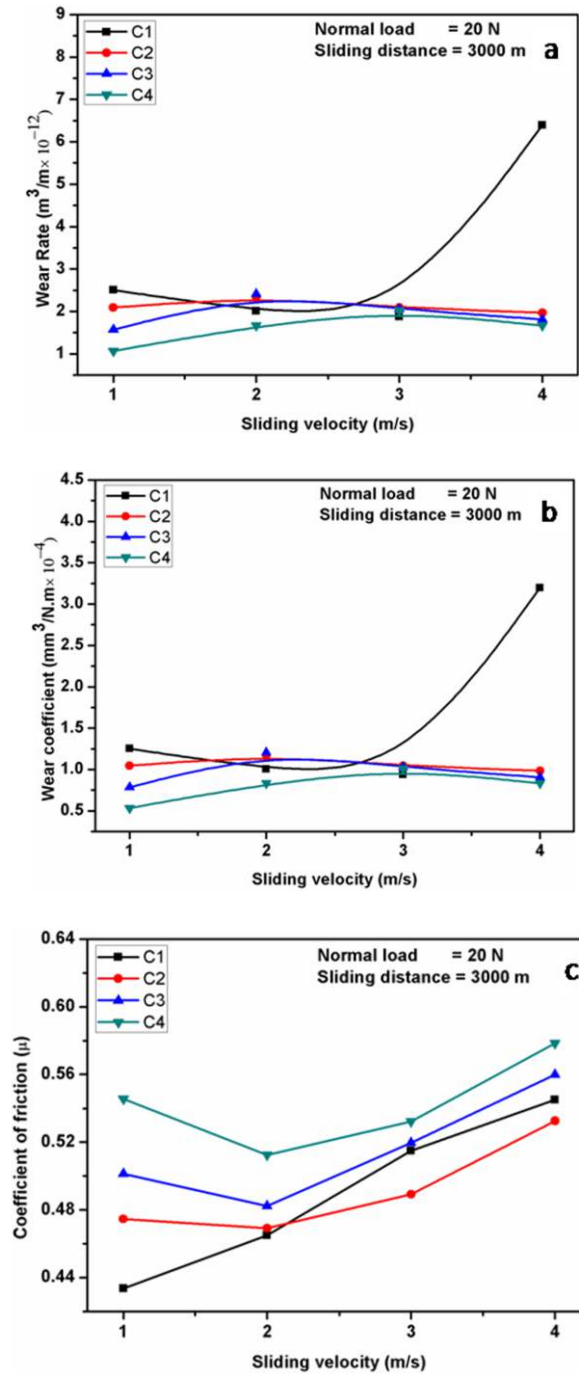 Normal load = 20 N
Sliding distance = 3000 m
a
C1
C2
C3
C4
Wear Rate (m³/m× 10⁻¹²)
9
8
7
6
5
4
3
2
1
1 2 3 4
Sliding velocity (m/s)
Normal load = 20 N
Sliding distance = 3000 m
b
C1
C2
C3
C4
Wear coefficient (mm³/N.m× 10⁻⁴)
4.5
4.0
3.5
3.0
2.5
2.0
1.5
1.0
0.5
1 2 3 4
Sliding velocity (m/s)
Normal load = 20 N
Sliding distance = 3000 m
c
C1
C2
C3
C4
Coefficient of friction (μ)
0.64
0.60
0.56
0.52
0.48
0.44
1 2 3 4
Sliding velocity (m/s)